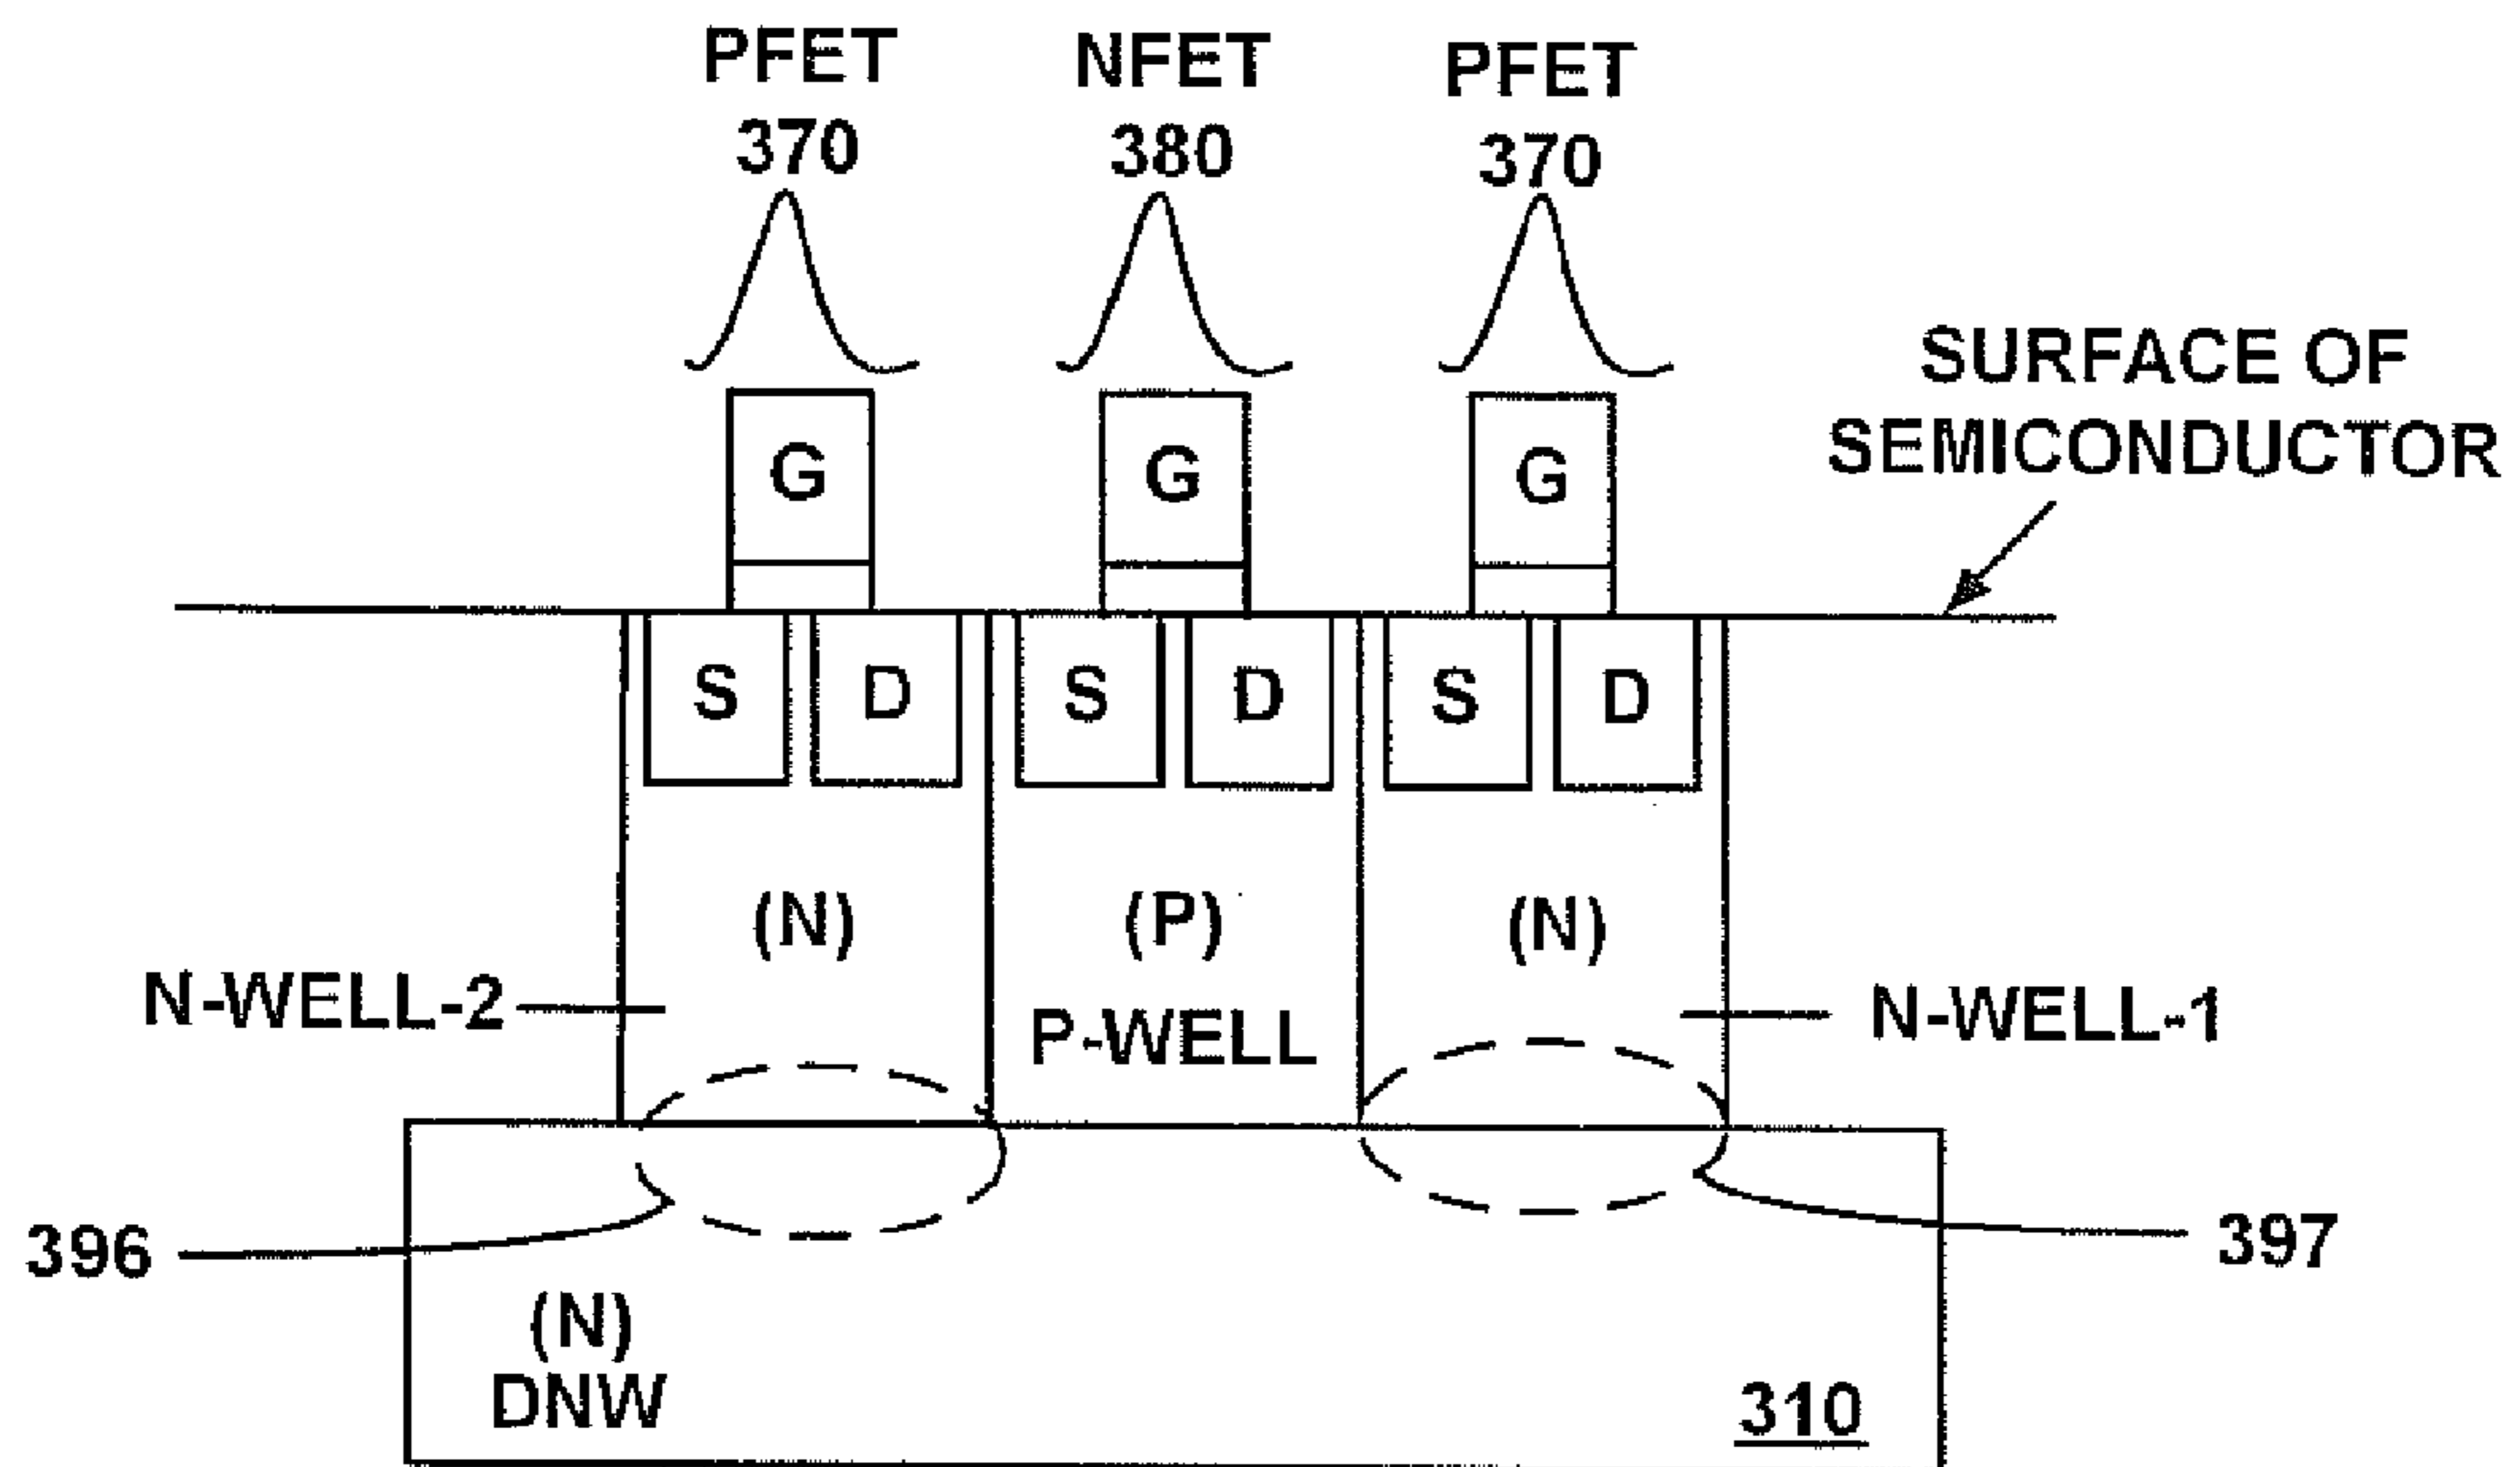 PFET
370
NFET
380
PFET
370
SURFACE OF
SEMICONDUCTOR
G
G
G
S
D
S
D
S
D
(N)
(P)
(N)
N-WELL-2
P-WELL
N-WELL-1
396
397
(N)
DNW
310